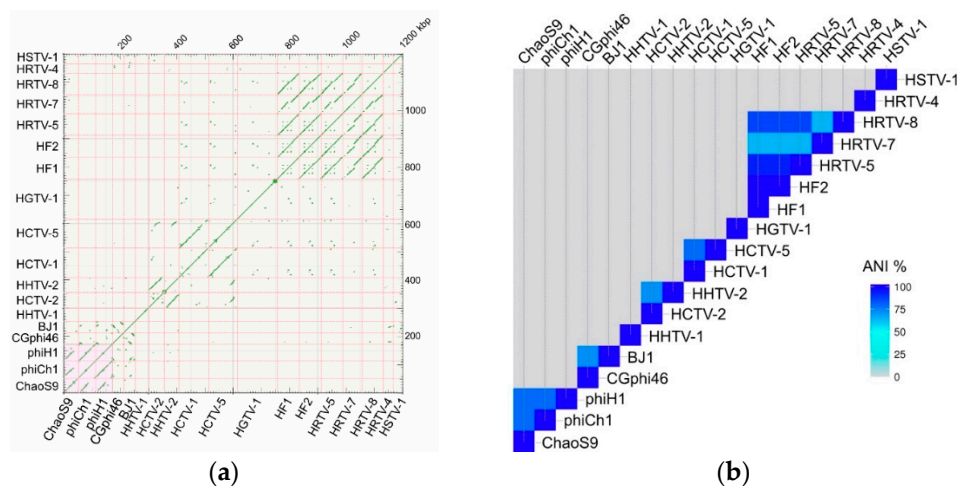 200
400
600
800
1000
1200 kbp
HSTV-1
HRTV-4
HRTV-8
HRTV-7
HRTV-5
HF2
HF1
HGTV-1
HCTV-5
HCTV-1
HHTV-2
HCTV-2
HHTV-1
BJ1
CGphi46
phiH1
phiCh1
ChaoS9
1000
800
600
400
200
ChaoS9
phiCh1
phiH1
CGphi46
BJ1
HHTV-1
HCTV-2
HHTV-2
HCTV-1
HCTV-5
HGTV-1
HF1
HF2
HRTV-5
HRTV-7
HRTV-8
HRTV-4
HSTV-1
(a)
ChaoS9
phiCh1
phiH1
CGphi46
BJ1
HHTV-1
HCTV-2
HHTV-2
HCTV-1
HCTV-5
HGTV-1
HF1
HF2
HRTV-5
HRTV-7
HRTV-8
HRTV-4
HSTV-1
HSTV-1
HRTV-4
HRTV-8
HRTV-7
HRTV-5
HF2
HF1
HGTV-1
HCTV-5
HCTV-1
HHTV-2
HCTV-2
HHTV-1
BJ1
CGphi46
phiH1
phiCh1
ChaoS9
ANI %
100
75
50
25
0
(b)